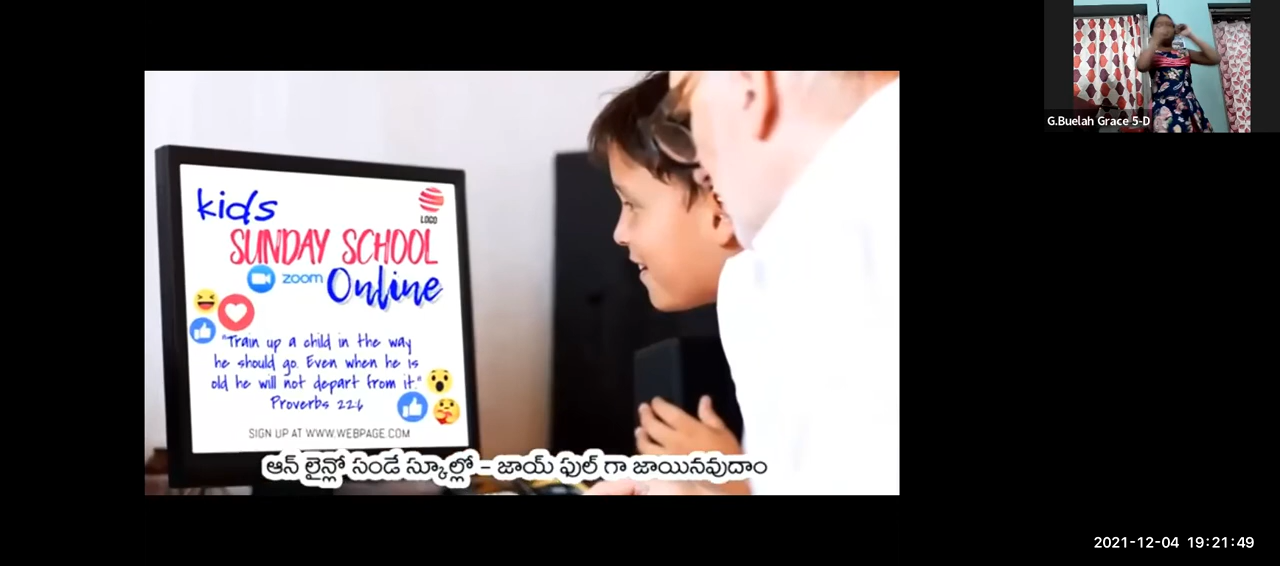 G.Buelah Grace 5-D
kids
LOGO
SUNDAY SCHOOL
zoom Online
"Train up a child in the way
he should go. Even when he is
old he will not depart from it."
Proverbs 22:6
SIGN UP AT WWW.WEBPAGE.COM
ఆన్ లైన్లో సండే స్కూల్లో – జాయ్ ఫుల్ గా జాయినవుదాం
2021-12-04 19:21:49